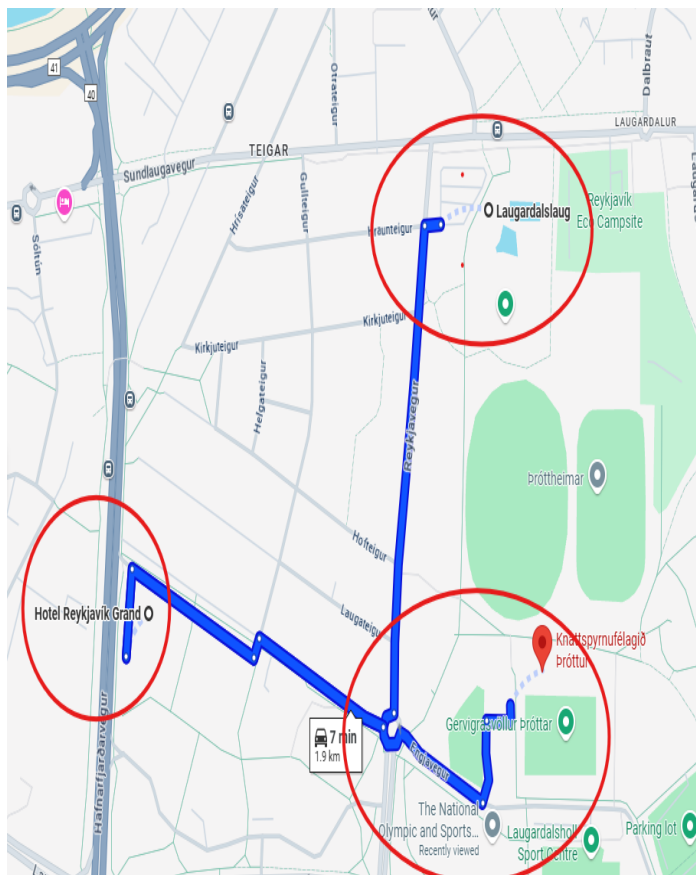 41
40
Otrateigur
Dalbraut
LAUGARDALUR
TEIGAR
Sundlaugavegur
Gullteigur
Hrísateigur
Sóltún
Hraunteigur
Laugardalslaug
Reykjavík
Eco Campsite
Kirkjuteigur
Kirkjuteigur
Helgateigur
Reykjavegur
Þróttheimar
Hofteigur
Laugateigur
Hotel Reykjavík Grand
Knattspyrnufélagið
Þróttur
Hafnarfjarðarvegur
Gervigrasvöllur Þróttar
7 min
1.9 km
Engjavegur
The National
Olympic and Sports...
Recently viewed
Laugardalshöll
Sport Centre
Parking lot